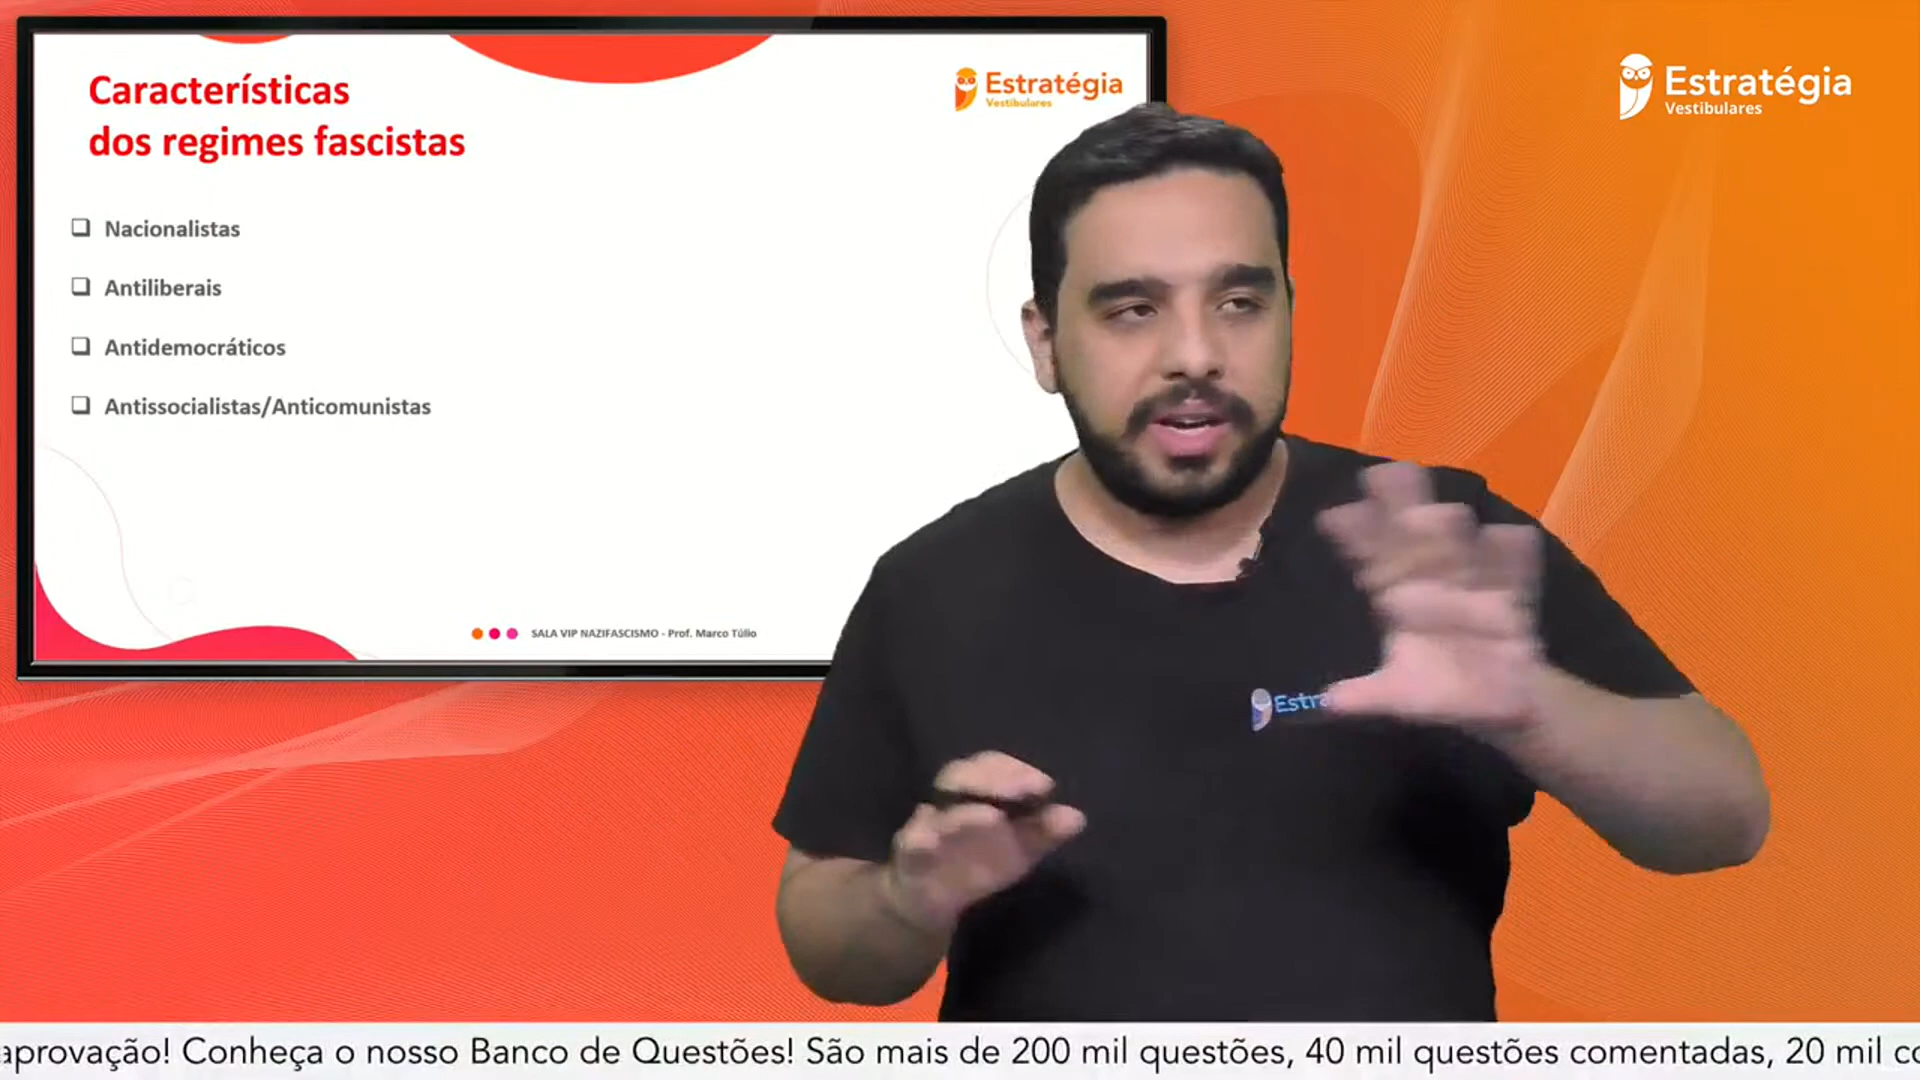 Características
dos regimes fascistas
Estratégia
Vestibulares
Estratégia
Vestibulares
Nacionalistas
Antiliberais
Antidemocráticos
Antissocialistas/Anticomunistas
SALA VIP NAZIFASCISMO - Prof. Marco Túlio
Estra
aprovação! Conheça o nosso Banco de Questões! São mais de 200 mil questões, 40 mil questões comentadas, 20 mil co